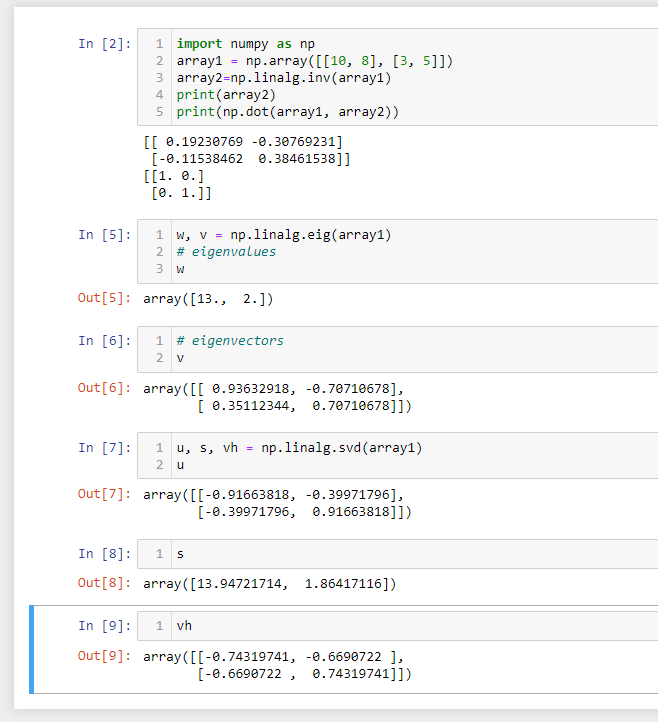 In [2]:
1 import numpy as np
2 array1 = np.array([[10, 8], [3, 5]])
3 array2=np.linalg.inv(array1)
4 print(array2)
5 print(np.dot(array1, array2))
[[ 0.19230769 -0.30769231]
 [-0.11538462  0.38461538]]
[[1. 0.]
 [0. 1.]]
In [5]:
1 w, v = np.linalg.eig(array1)
2 # eigenvalues
3 w
Out[5]: array([13.,  2.])
In [6]:
1 # eigenvectors
2 v
Out[6]: array([[ 0.93632918, -0.70710678],
       [ 0.35112344,  0.70710678]])
In [7]:
1 u, s, vh = np.linalg.svd(array1)
2 u
Out[7]: array([[-0.91663818, -0.39971796],
       [-0.39971796,  0.91663818]])
In [8]:
1 s
Out[8]: array([13.94721714,  1.86417116])
In [9]:
1 vh
Out[9]: array([[-0.74319741, -0.6690722 ],
       [-0.6690722 ,  0.74319741]])